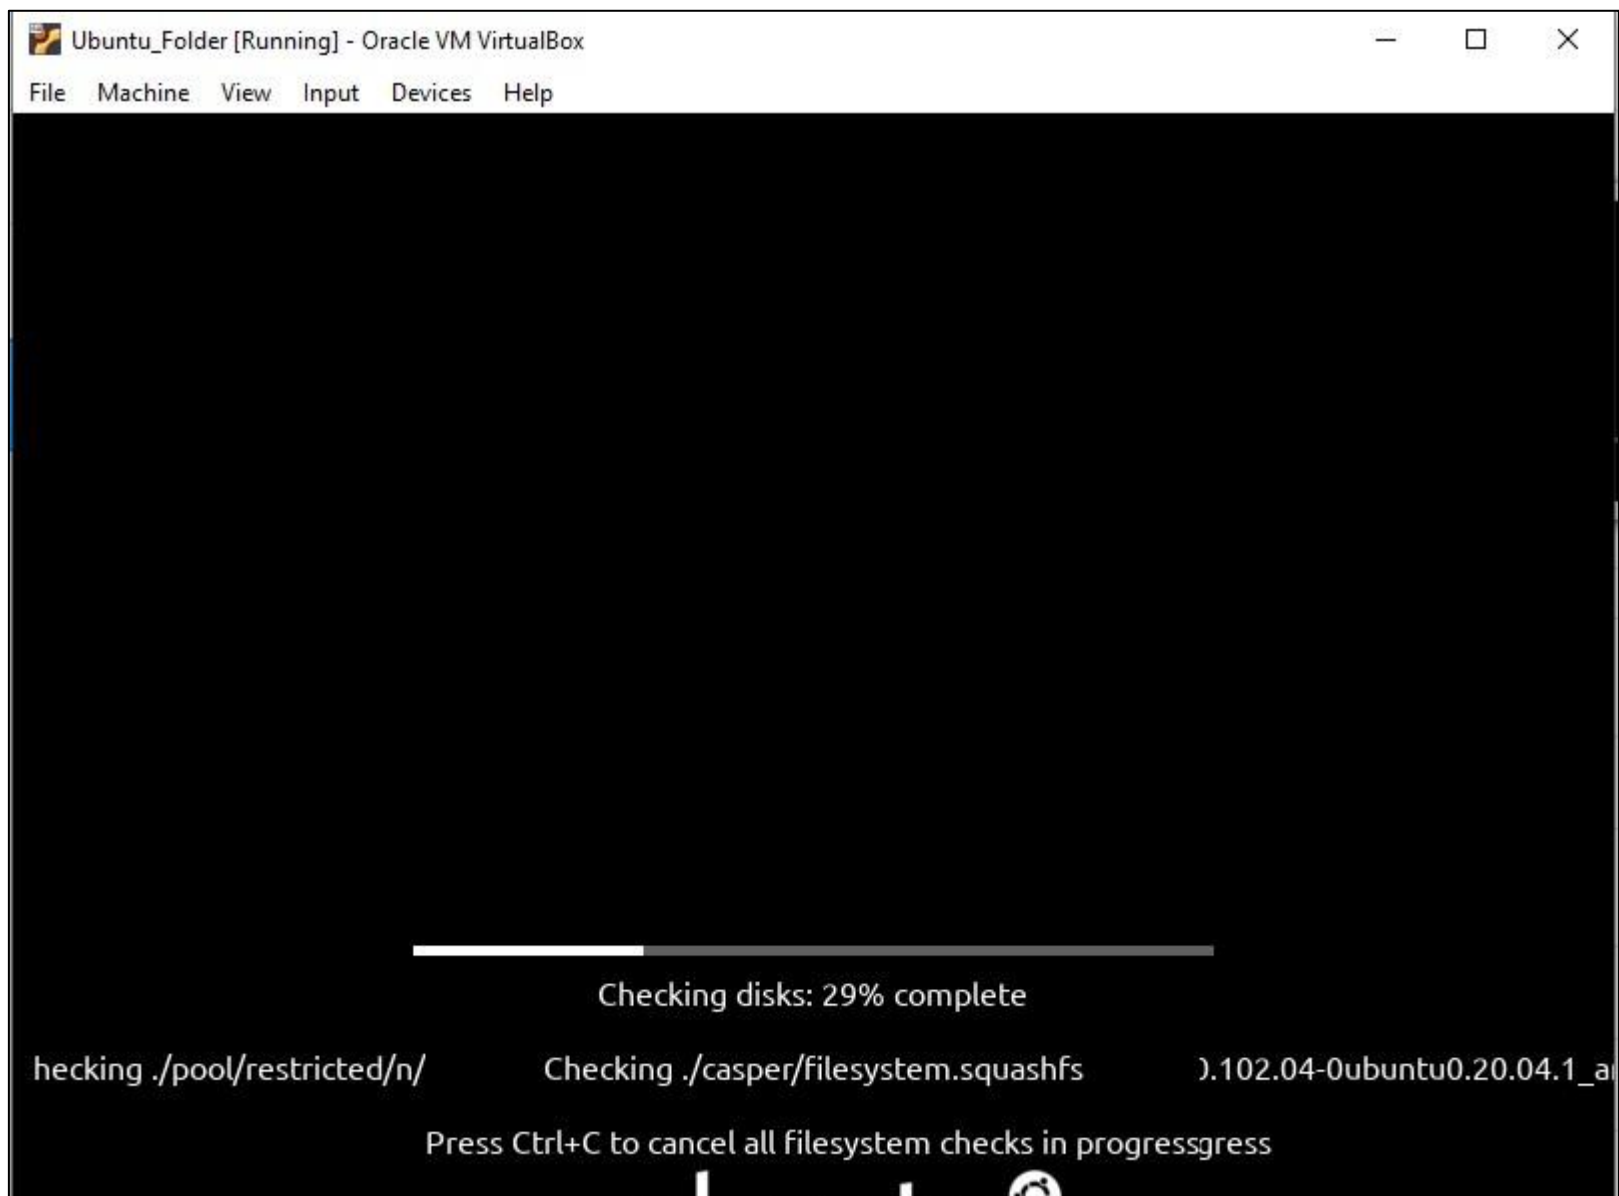 Ubuntu_Folder [Running] - Oracle VM VirtualBox
File Machine View Input Devices Help
Checking disks: 29% complete
hecking ./pool/restricted/n/ Checking ./casper/filesystem.squashfs ).102.04-0ubuntu0.20.04.1_a
Press Ctrl+C to cancel all filesystem checks in progressgress